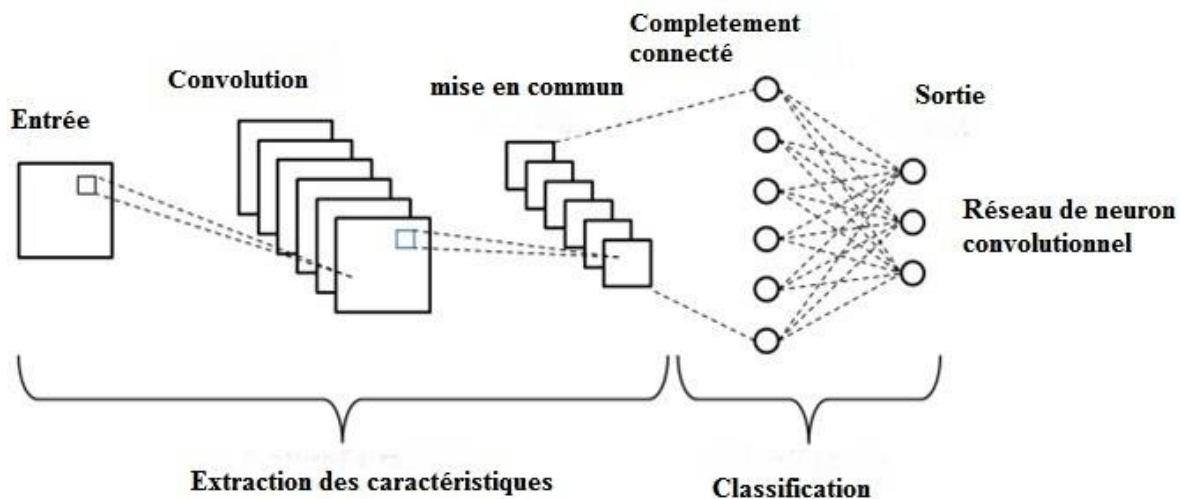 Completement
connecté
Convolution
mise en commun
Sortie
Entrée
Réseau de neuron
convolutionnel
Extraction des caractéristiques
Classification